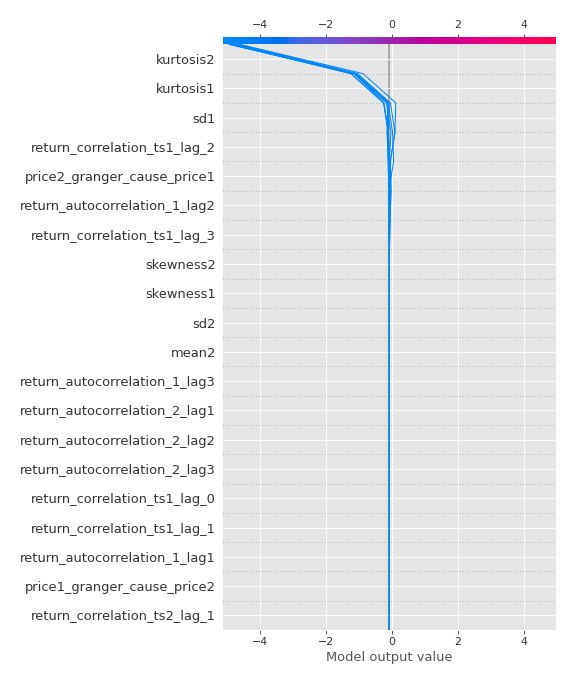 −4 −2 0 2 4
kurtosis2
kurtosis1
sd1
return_correlation_ts1_lag_2
price2_granger_cause_price1
return_autocorrelation_1_lag2
return_correlation_ts1_lag_3
skewness2
skewness1
sd2
mean2
return_autocorrelation_1_lag3
return_autocorrelation_2_lag1
return_autocorrelation_2_lag2
return_autocorrelation_2_lag3
return_correlation_ts1_lag_0
return_correlation_ts1_lag_1
return_autocorrelation_1_lag1
price1_granger_cause_price2
return_correlation_ts2_lag_1
−4 −2 0 2 4
Model output value